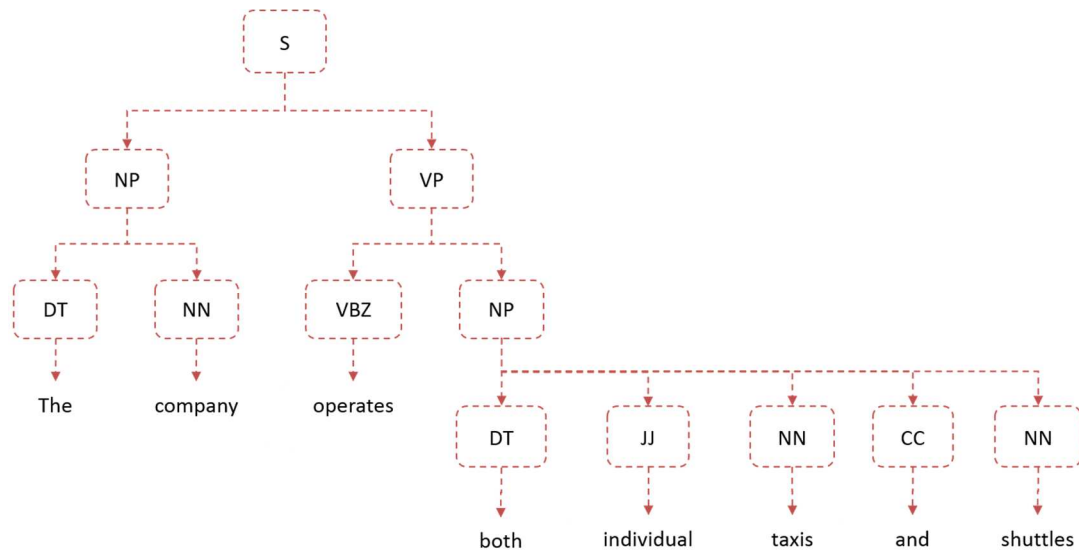 S
NP VP
DT NN VBZ NP
The company operates
DT JJ NN CC NN
both individual taxis and shuttles